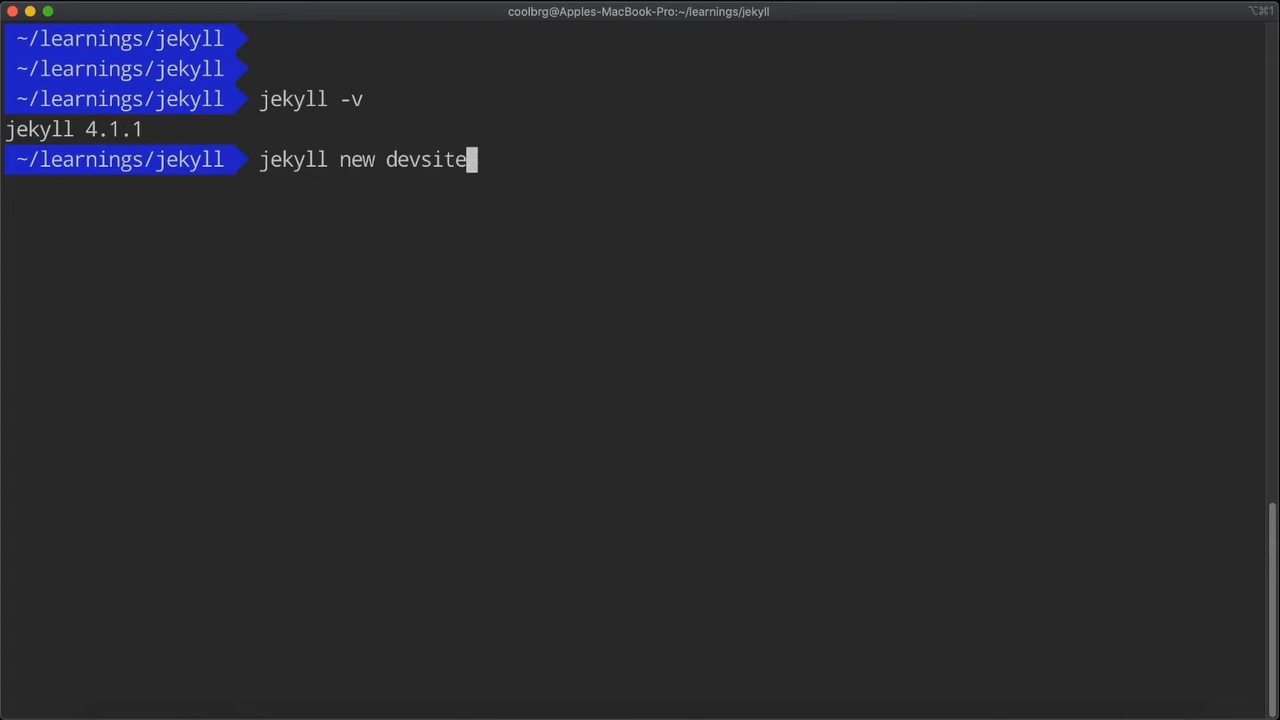 coolbrg@Apples-MacBook-Pro:~/learnings/jekyll
⌥⌘1
~/learnings/jekyll
~/learnings/jekyll
~/learnings/jekyll jekyll -v
jekyll 4.1.1
~/learnings/jekyll jekyll new devsite